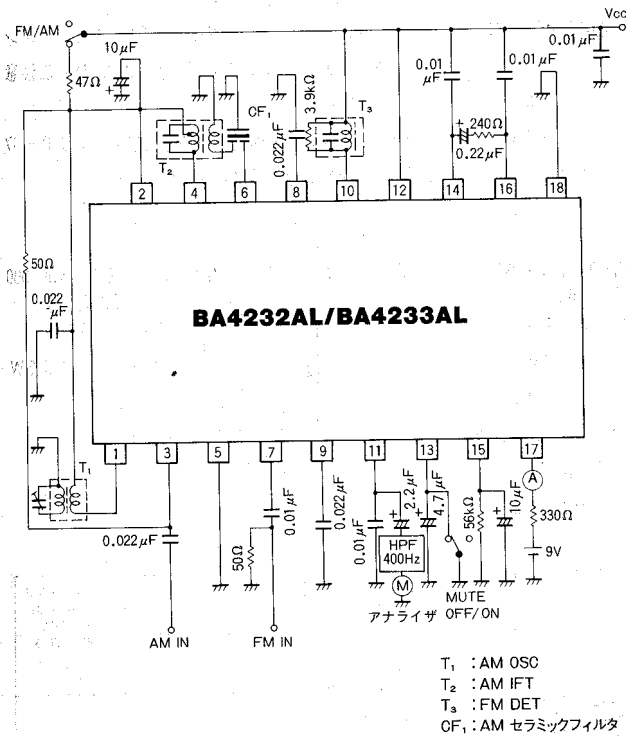 FM/AM
Vcc
10μF
47Ω
0.01
μF
0.01μF
0.01μF
CF₁
3.9kΩ
T₃
0.022μF
240Ω
0.22μF
T₂
2
4
6
8
10
12
14
16
18
50Ω
0.022
μF
BA4232AL/BA4233AL
1
3
5
7
9
11
13
15
17
T₁
0.022μF
0.01μF
50Ω
0.022μF
0.01μF
2.2μF
4.7μF
56kΩ
10μF
A
330Ω
9V
HPF
400Hz
M
アナライザ
MUTE
OFF/ON
AM IN
FM IN
T₁ : AM OSC
T₂ : AM IFT
T₃ : FM DET
CF₁ : AM セラミックフィルタ